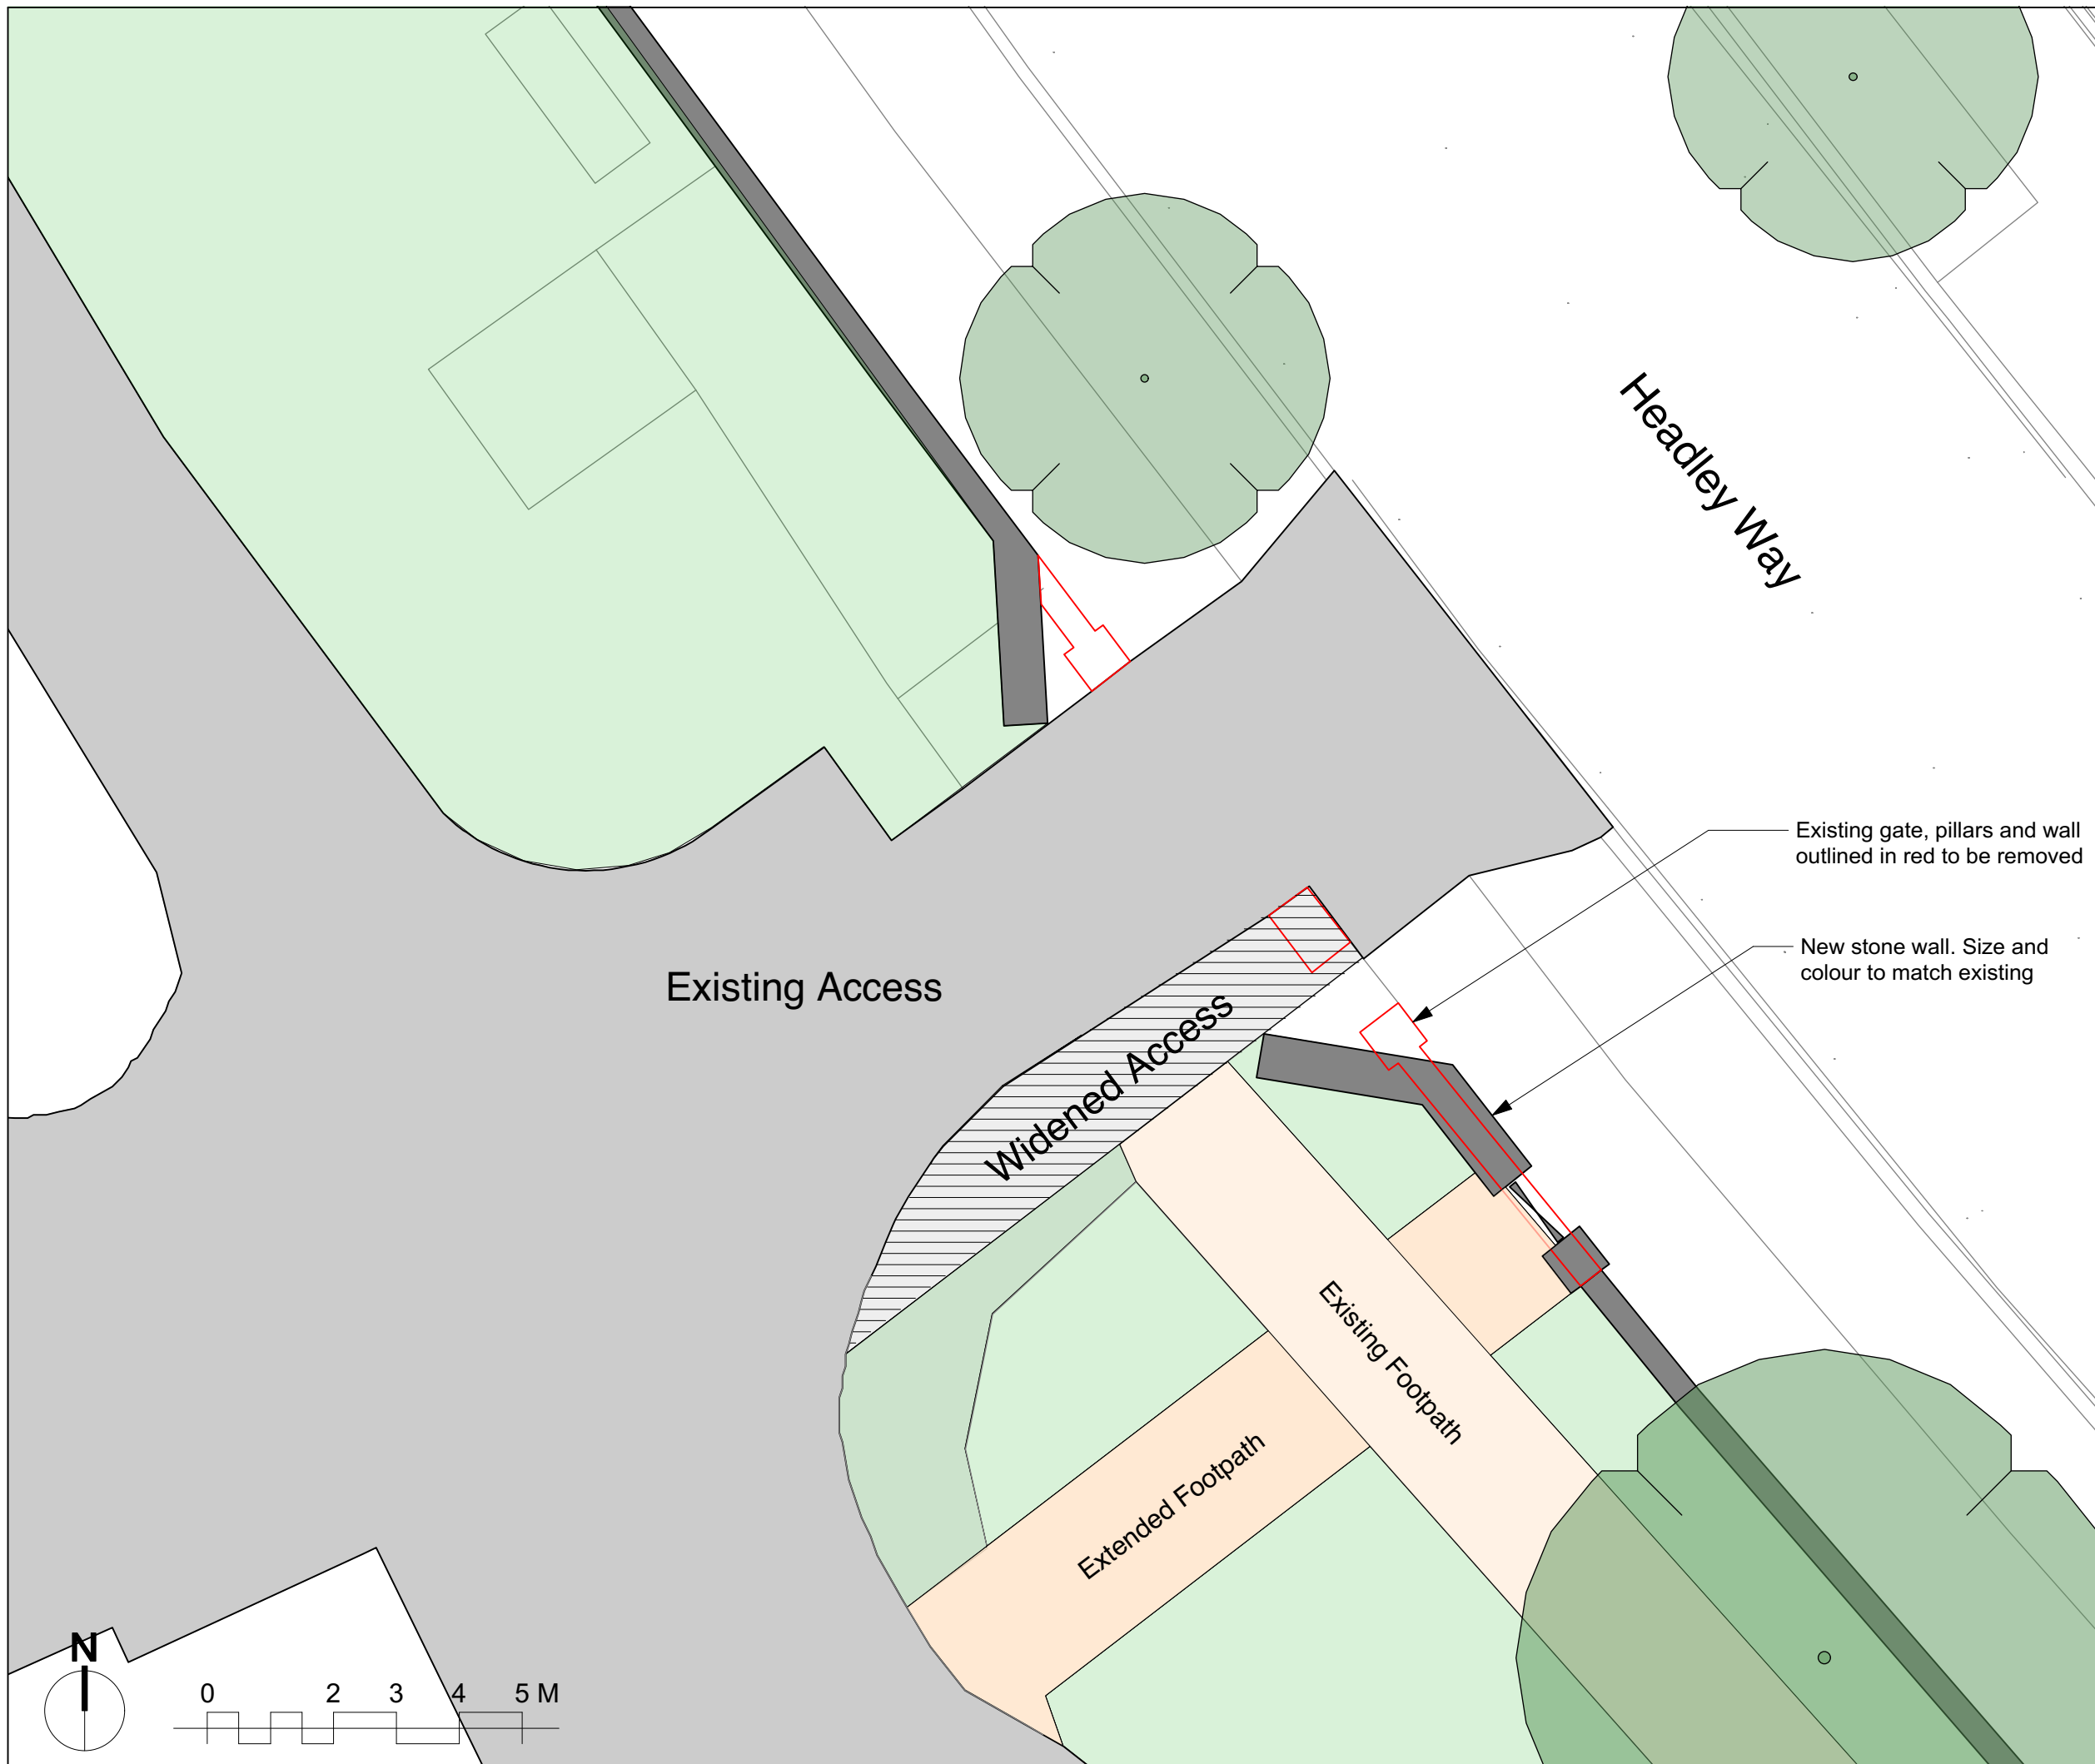 Headley Way
Existing gate, pillars and wall
outlined in red to be removed
New stone wall. Size and
colour to match existing
Existing Access
Widened Access
Existing Footpath
Extended Footpath
N
0 2 3 4 5 M